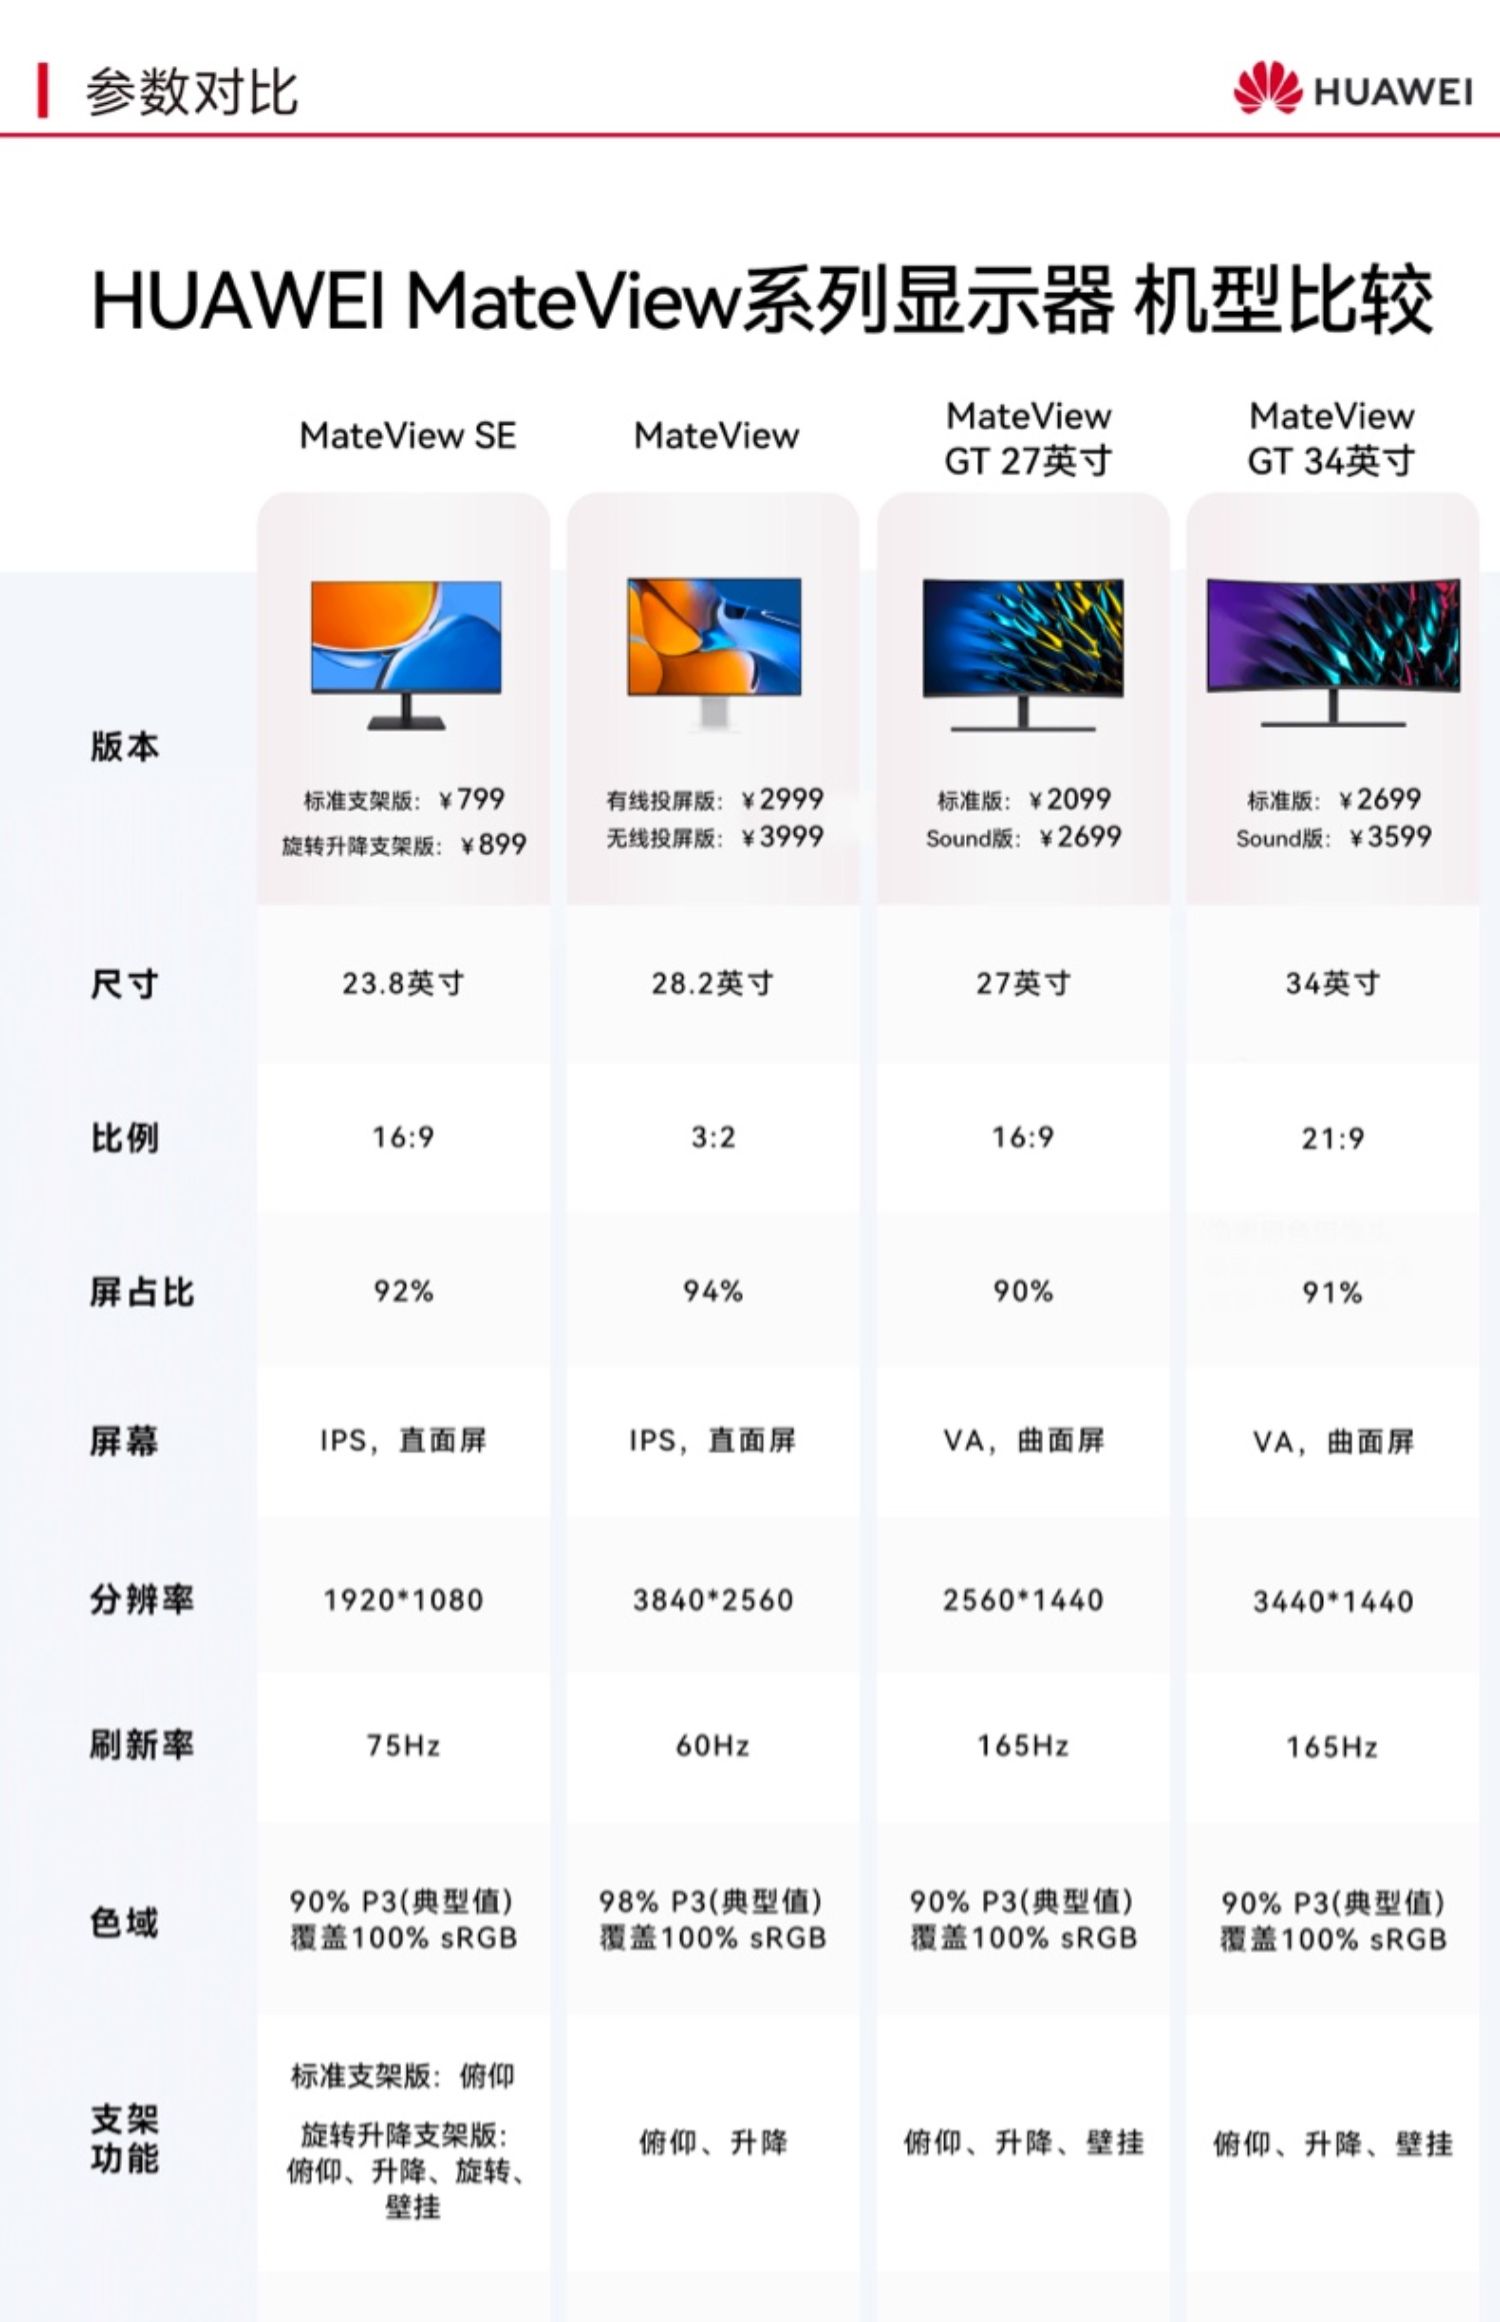 参数对比
HUAWEI
HUAWEI MateView系列显示器 机型比较
MateView SE
MateView
MateView
GT 27英寸
MateView
GT 34英寸
版本
标准支架版：￥799
旋转升降支架版：￥899
有线投屏版：￥2999
无线投屏版：￥3999
标准版：￥2099
Sound版：￥2699
标准版：￥2699
Sound版：￥3599
尺寸 23.8英寸 28.2英寸 27英寸 34英寸
比例 16:9 3:2 16:9 21:9
屏占比 92% 94% 90% 91%
屏幕 IPS，直面屏 IPS，直面屏 VA，曲面屏 VA，曲面屏
分辨率 1920*1080 3840*2560 2560*1440 3440*1440
刷新率 75Hz 60Hz 165Hz 165Hz
色域
90% P3(典型值)
覆盖100% sRGB
98% P3(典型值)
覆盖100% sRGB
90% P3(典型值)
覆盖100% sRGB
90% P3(典型值)
覆盖100% sRGB
支架
功能
标准支架版：俯仰
旋转升降支架版：
俯仰、升降、旋转、
壁挂
俯仰、升降
俯仰、升降、壁挂
俯仰、升降、壁挂